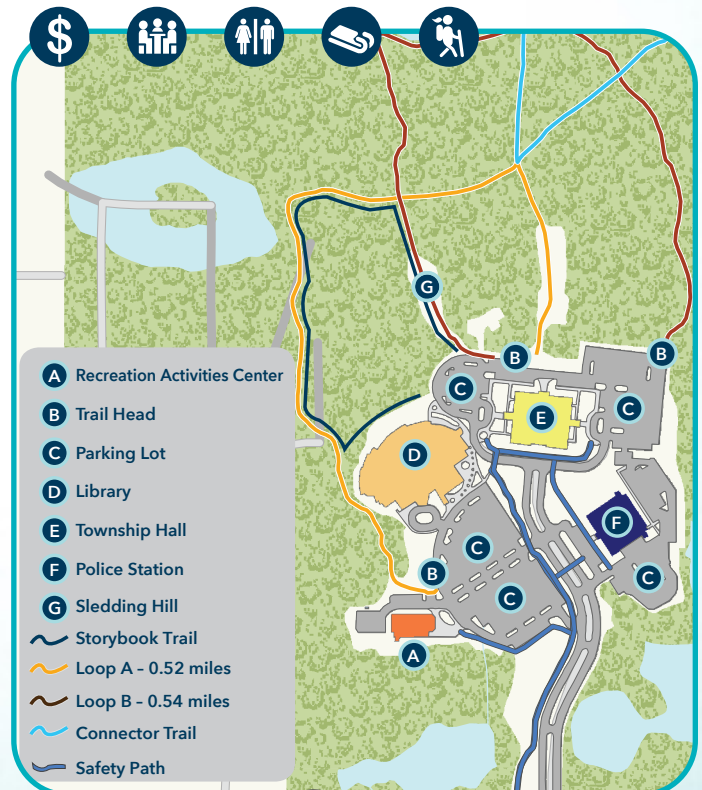 $
G
B
B
C
C
E
D
F
C
B
C
C
A
A Recreation Activities Center
B Trail Head
C Parking Lot
D Library
E Township Hall
F Police Station
G Sledding Hill
Storybook Trail
Loop A – 0.52 miles
Loop B – 0.54 miles
Connector Trail
Safety Path